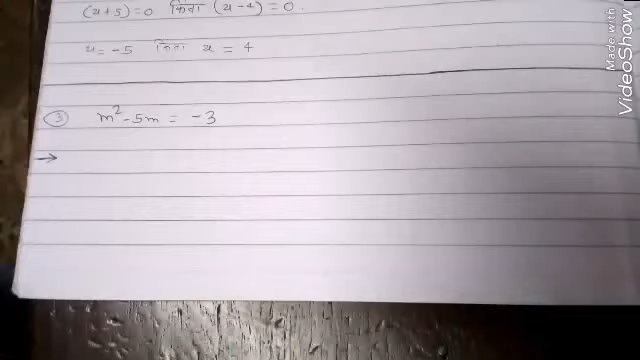 (x+5)=0 किंवा (x-4)=0.
x=-5 किंवा x = 4
③ m² -5m = -3
→
Made with
VideoShow